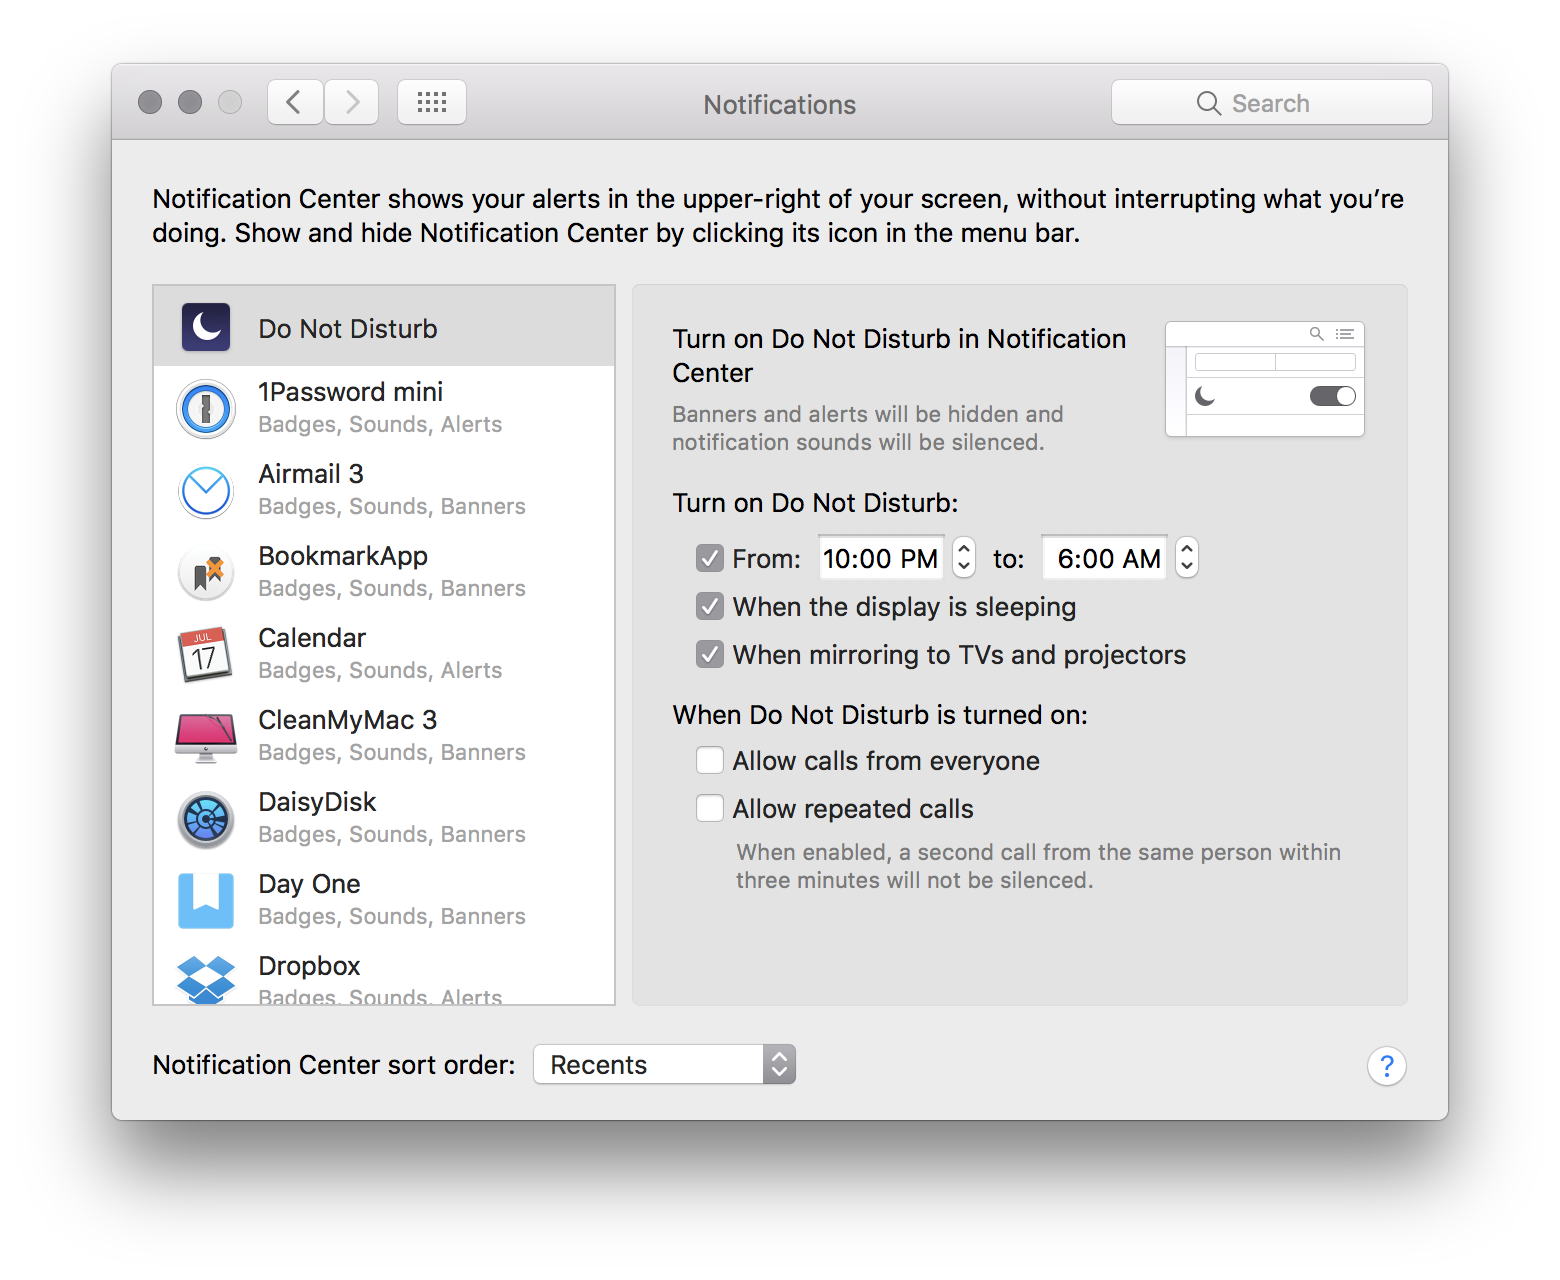 Notifications
Search
Notification Center shows your alerts in the upper-right of your screen, without interrupting what you’re
doing. Show and hide Notification Center by clicking its icon in the menu bar.
Do Not Disturb
1Password mini
Badges, Sounds, Alerts
Airmail 3
Badges, Sounds, Banners
BookmarkApp
Badges, Sounds, Banners
JUL
17
Calendar
Badges, Sounds, Alerts
CleanMyMac 3
Badges, Sounds, Banners
DaisyDisk
Badges, Sounds, Banners
Day One
Badges, Sounds, Banners
Dropbox
Badges, Sounds, Alerts
Turn on Do Not Disturb in Notification
Center
Banners and alerts will be hidden and
notification sounds will be silenced.
Turn on Do Not Disturb:
From: 10:00 PM to: 6:00 AM
When the display is sleeping
When mirroring to TVs and projectors
When Do Not Disturb is turned on:
Allow calls from everyone
Allow repeated calls
When enabled, a second call from the same person within
three minutes will not be silenced.
Notification Center sort order: Recents
?